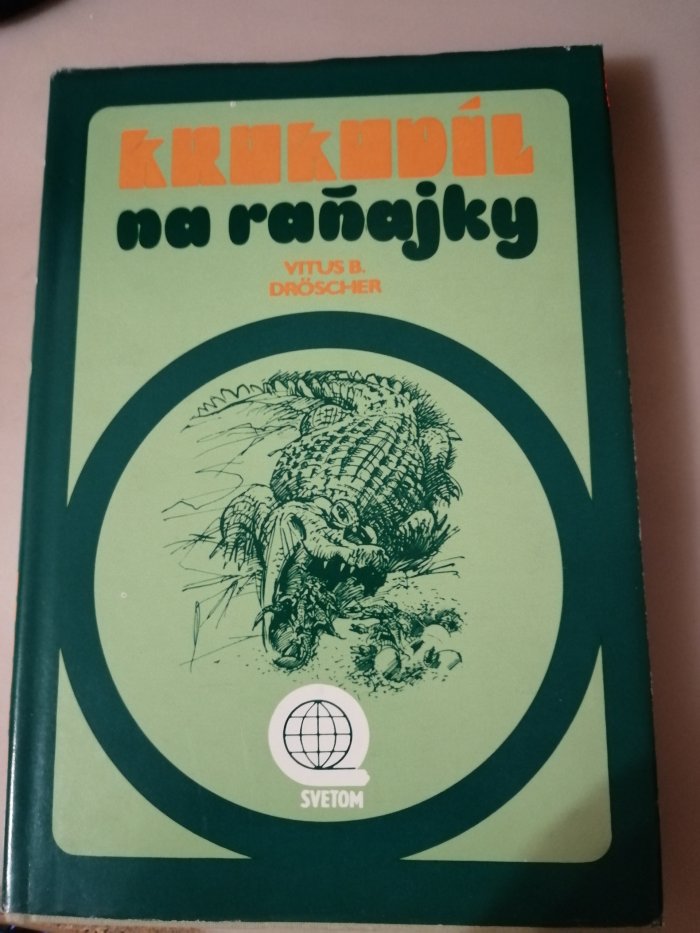 KROKODÍL
na raňajky
VITUS B.
DRÖSCHER
SVETOM